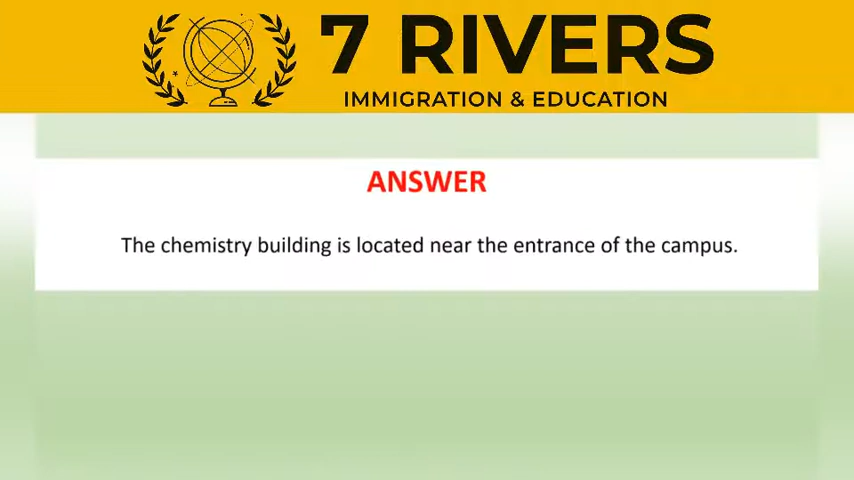 7 RIVERS
IMMIGRATION & EDUCATION
ANSWER
The chemistry building is located near the entrance of the campus.